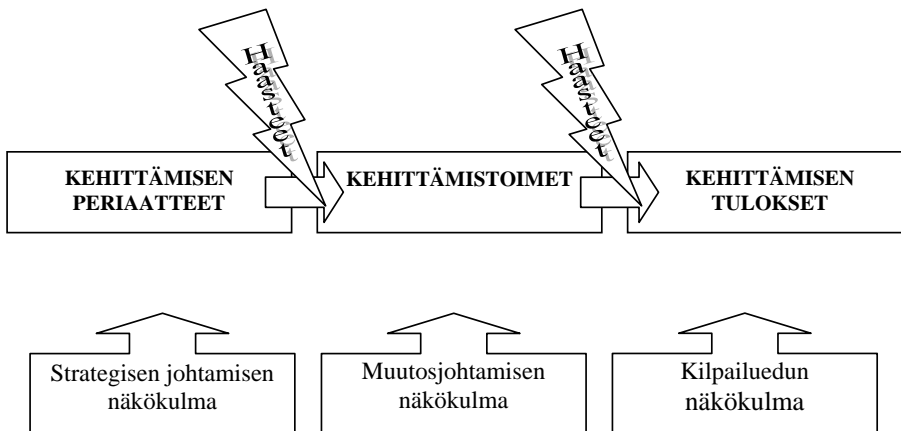 Haasteet
Haasteet
KEHITTÄMISEN
PERIAATTEET
KEHITTÄMISTOIMET
KEHITTÄMISEN
TULOKSET
Strategisen johtamisen
näkökulma
Muutosjohtamisen
näkökulma
Kilpailuedun
näkökulma